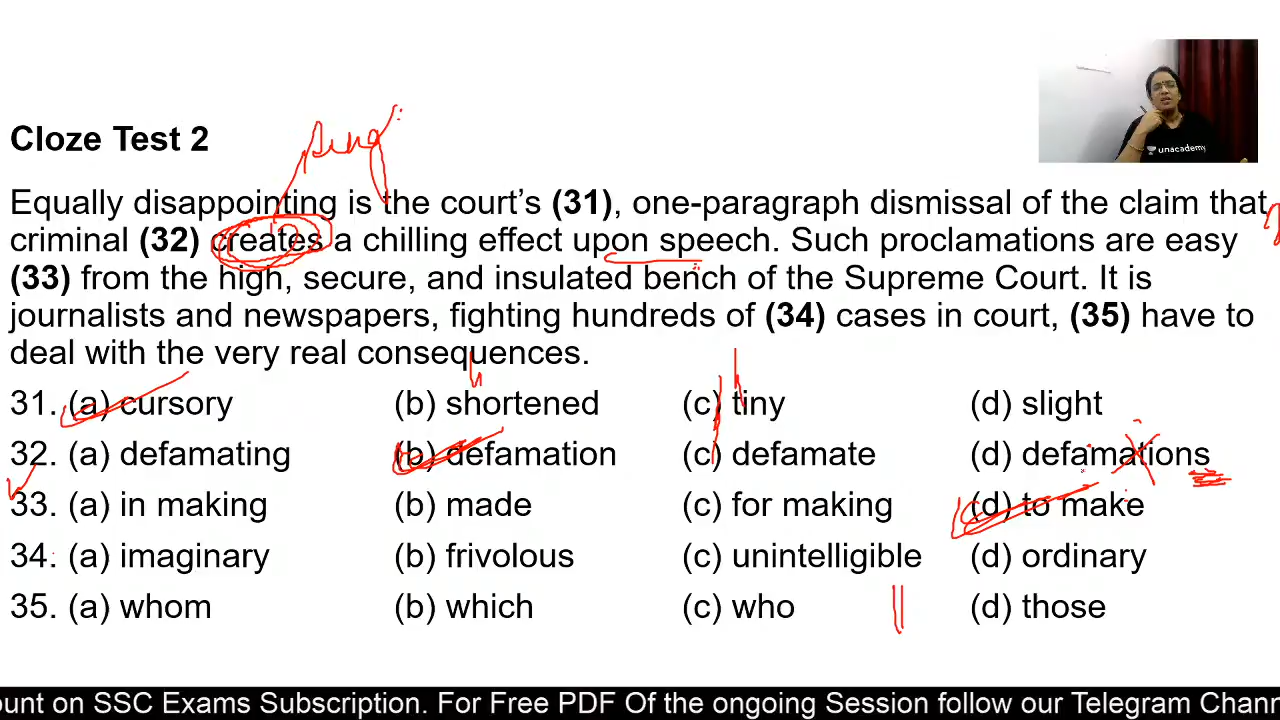 unacademy
Sing.
Cloze Test 2
Equally disappointing is the court's (31), one-paragraph dismissal of the claim that
criminal (32) creates a chilling effect upon speech. Such proclamations are easy
(33) from the high, secure, and insulated bench of the Supreme Court. It is
journalists and newspapers, fighting hundreds of (34) cases in court, (35) have to
deal with the very real consequences.
31. (a) cursory (b) shortened (c) tiny (d) slight
32. (a) defamating (b) defamation (c) defamate (d) defamations
33. (a) in making (b) made (c) for making (d) to make
34. (a) imaginary (b) frivolous (c) unintelligible (d) ordinary
35. (a) whom (b) which (c) who (d) those
ount on SSC Exams Subscription. For Free PDF Of the ongoing Session follow our Telegram Chann